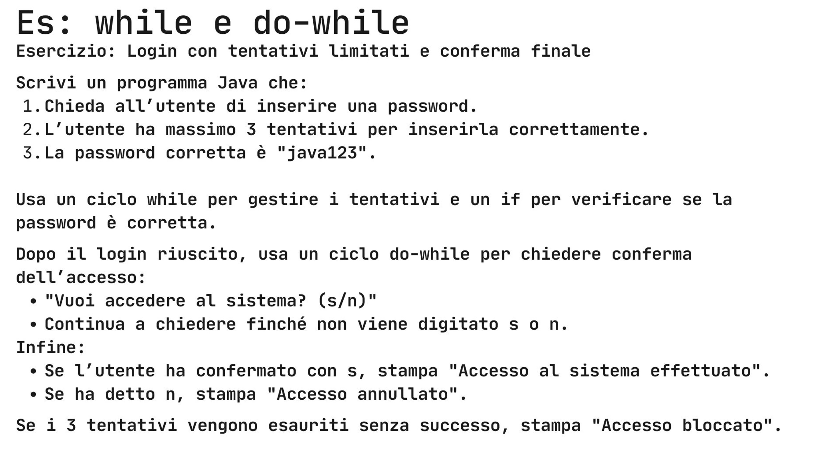 Es: while e do-while
Esercizio: Login con tentativi limitati e conferma finale
Scrivi un programma Java che:
1. Chieda all’utente di inserire una password.
2. L’utente ha massimo 3 tentativi per inserirla correttamente.
3. La password corretta è "java123".
Usa un ciclo while per gestire i tentativi e un if per verificare se la
password è corretta.
Dopo il login riuscito, usa un ciclo do-while per chiedere conferma
dell’accesso:
• "Vuoi accedere al sistema? (s/n)"
• Continua a chiedere finché non viene digitato s o n.
Infine:
• Se l’utente ha confermato con s, stampa "Accesso al sistema effettuato".
• Se ha detto n, stampa "Accesso annullato".
Se i 3 tentativi vengono esauriti senza successo, stampa "Accesso bloccato".